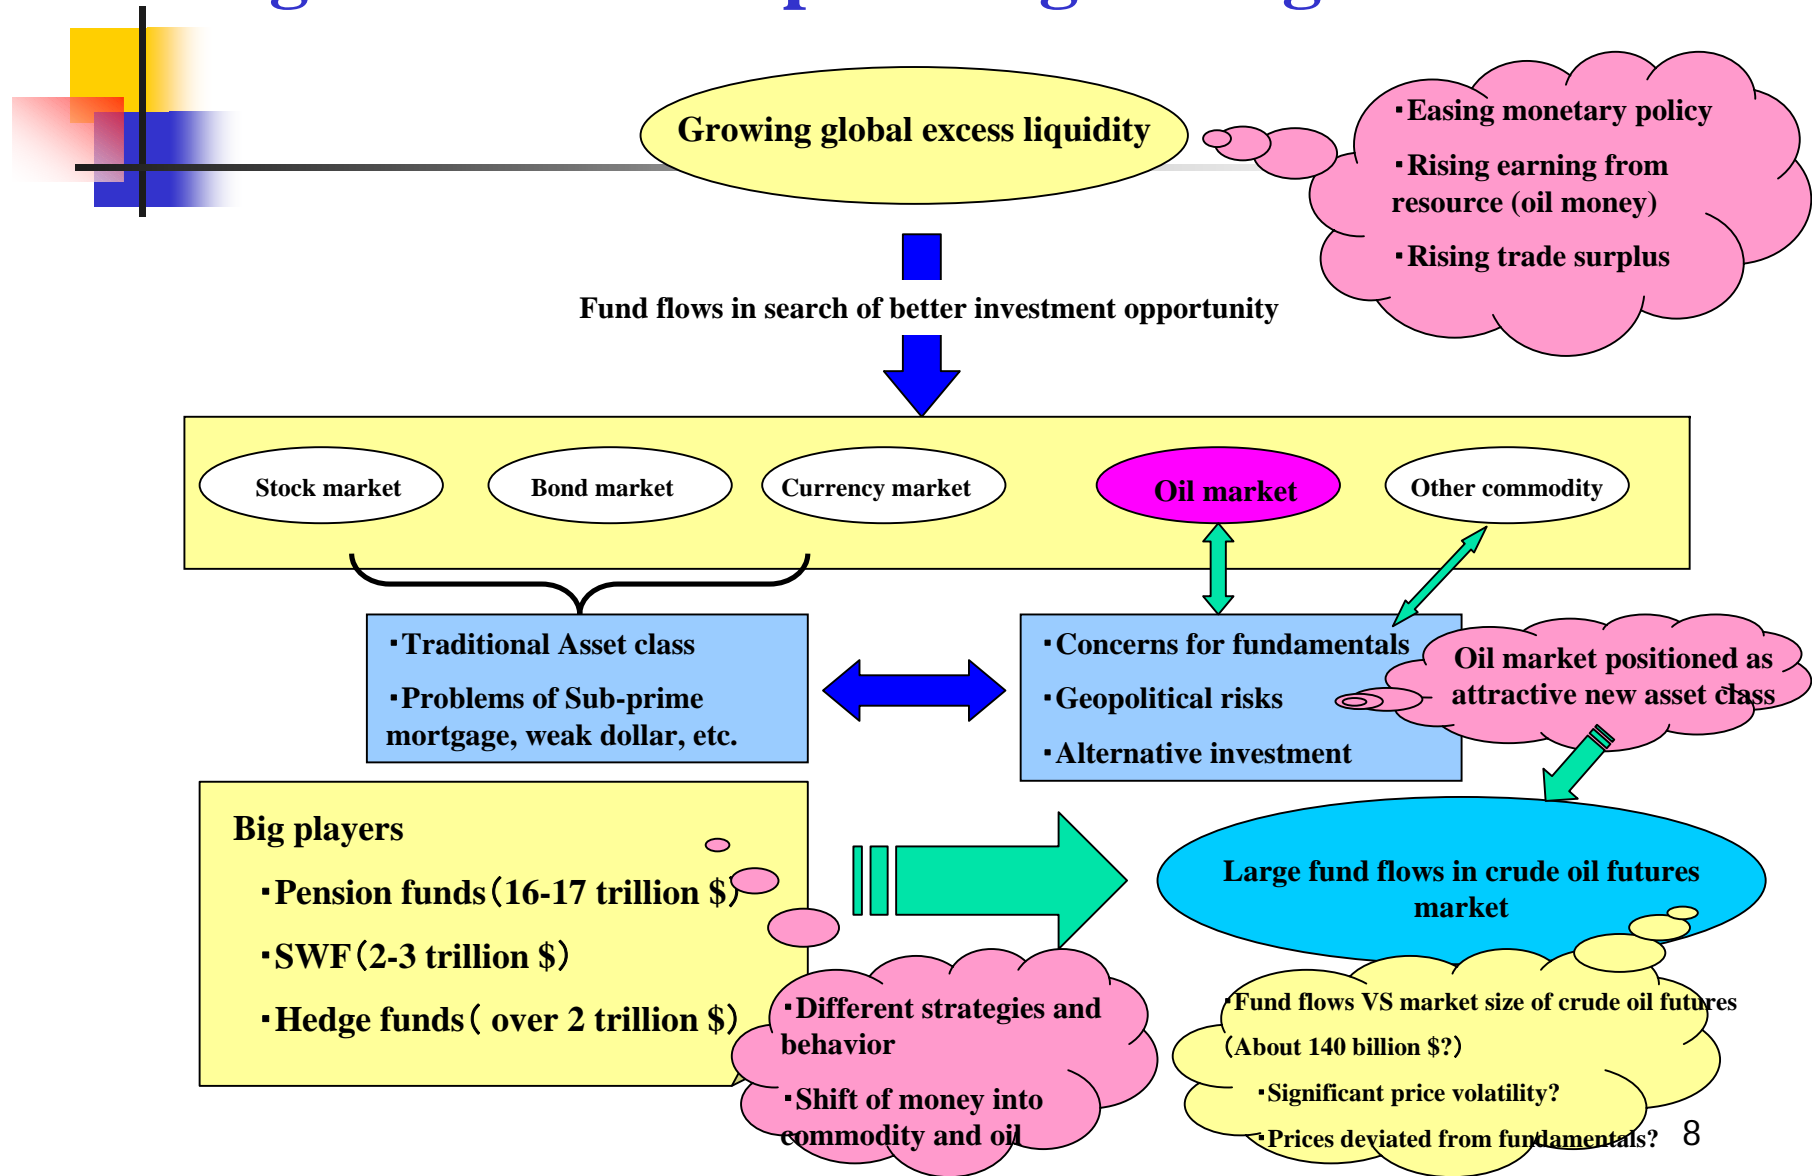 Growing global excess liquidity
▪Easing monetary policy
▪Rising earning from
resource (oil money)
▪Rising trade surplus
Fund flows in search of better investment opportunity
Stock market
Bond market
Currency market
Oil market
Other commodity
▪Traditional Asset class
▪Problems of Sub-prime
mortgage, weak dollar, etc.
▪Concerns for fundamentals
▪Geopolitical risks
▪Alternative investment
Oil market positioned as
attractive new asset class
Big players
▪Pension funds（16-17 trillion $）
▪SWF（2-3 trillion $）
▪Hedge funds（ over 2 trillion $）
Large fund flows in crude oil futures
market
▪Different strategies and
behavior
▪Shift of money into
commodity and oil
▪Fund flows VS market size of crude oil futures
（About 140 billion $?）
▪Significant price volatility?
▪Prices deviated from fundamentals?
8